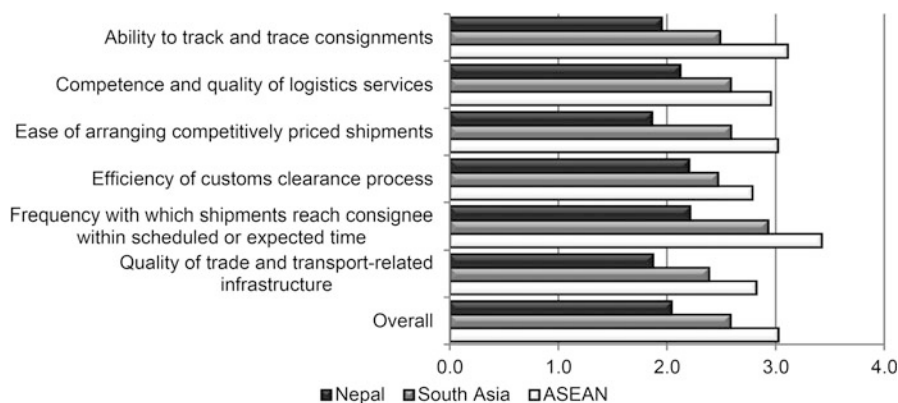 Ability to track and trace consignments
Competence and quality of logistics services
Ease of arranging competitively priced shipments
Efficiency of customs clearance process
Frequency with which shipments reach consignee
within scheduled or expected time
Quality of trade and transport-related
infrastructure
Overall
0.0 1.0 2.0 3.0 4.0
Nepal South Asia ASEAN